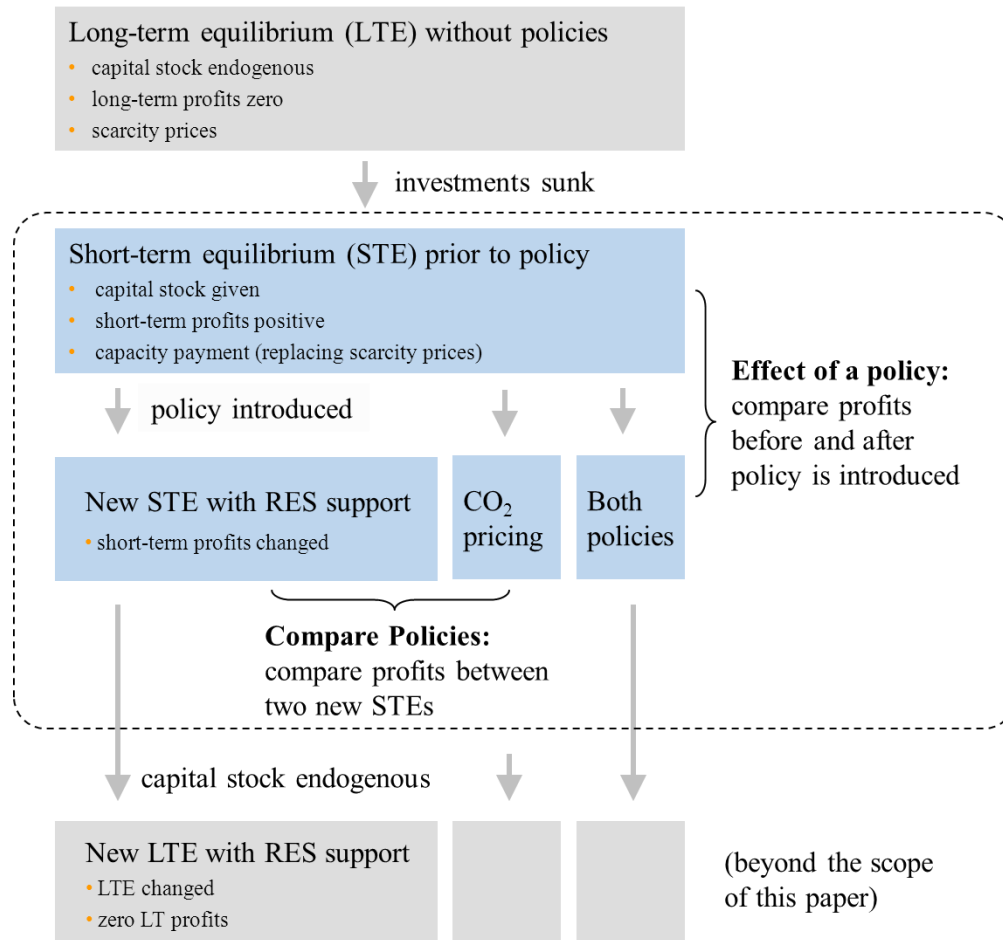 Long-term equilibrium (LTE) without policies
• capital stock endogenous
• long-term profits zero
• scarcity prices
investments sunk
Short-term equilibrium (STE) prior to policy
• capital stock given
• short-term profits positive
• capacity payment (replacing scarcity prices)
policy introduced
Effect of a policy:
compare profits
before and after
policy is introduced
New STE with RES support
• short-term profits changed
CO₂
pricing
Both
policies
Compare Policies:
compare profits between
two new STEs
capital stock endogenous
New LTE with RES support
• LTE changed
• zero LT profits
(beyond the scope
of this paper)